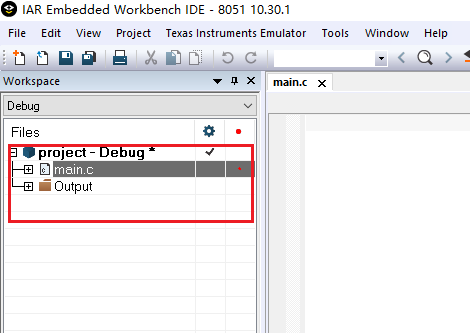 IAR Embedded Workbench IDE - 8051 10.30.1
File Edit View Project Texas Instruments Emulator Tools Window Help
Workspace
main.c
Debug
Files
project - Debug *
main.c
Output